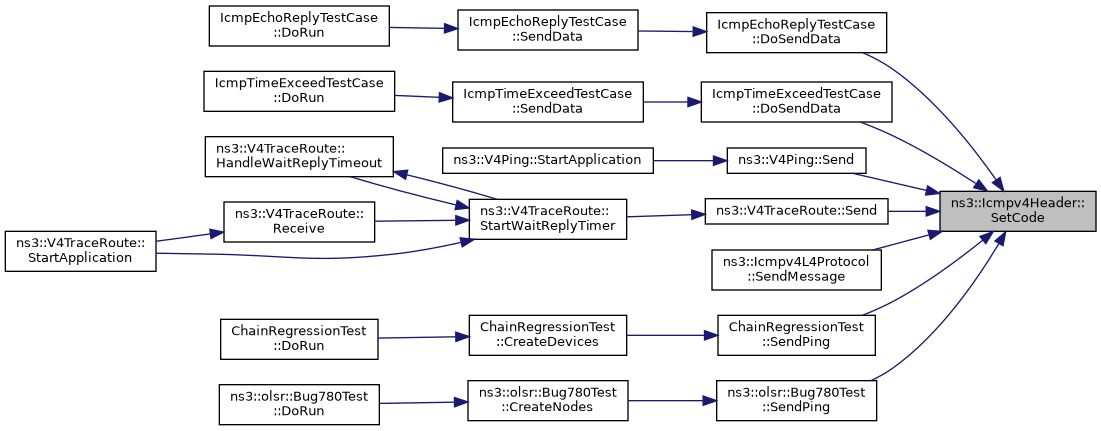 IcmpEchoReplyTestCase
::DoRun
IcmpEchoReplyTestCase
::SendData
IcmpEchoReplyTestCase
::DoSendData
IcmpTimeExceedTestCase
::DoRun
IcmpTimeExceedTestCase
::SendData
IcmpTimeExceedTestCase
::DoSendData
ns3::V4TraceRoute::
HandleWaitReplyTimeout
ns3::V4Ping::StartApplication
ns3::V4Ping::Send
ns3::Icmpv4Header::
SetCode
ns3::V4TraceRoute::
StartApplication
ns3::V4TraceRoute::
Receive
ns3::V4TraceRoute::
StartWaitReplyTimer
ns3::V4TraceRoute::Send
ns3::Icmpv4L4Protocol
::SendMessage
ChainRegressionTest
::DoRun
ChainRegressionTest
::CreateDevices
ChainRegressionTest
::SendPing
ns3::olsr::Bug780Test
::DoRun
ns3::olsr::Bug780Test
::CreateNodes
ns3::olsr::Bug780Test
::SendPing